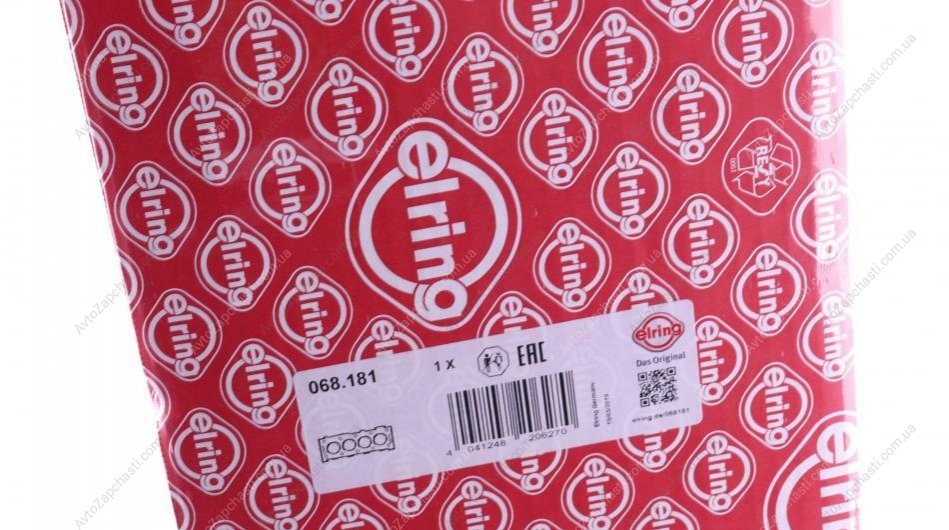 elring
REZY
elring
Das Original
068.181
1 X
EAC
Elring Germany
elring.de/068181
4 041248 206270
AvtoZapchasti.com.ua